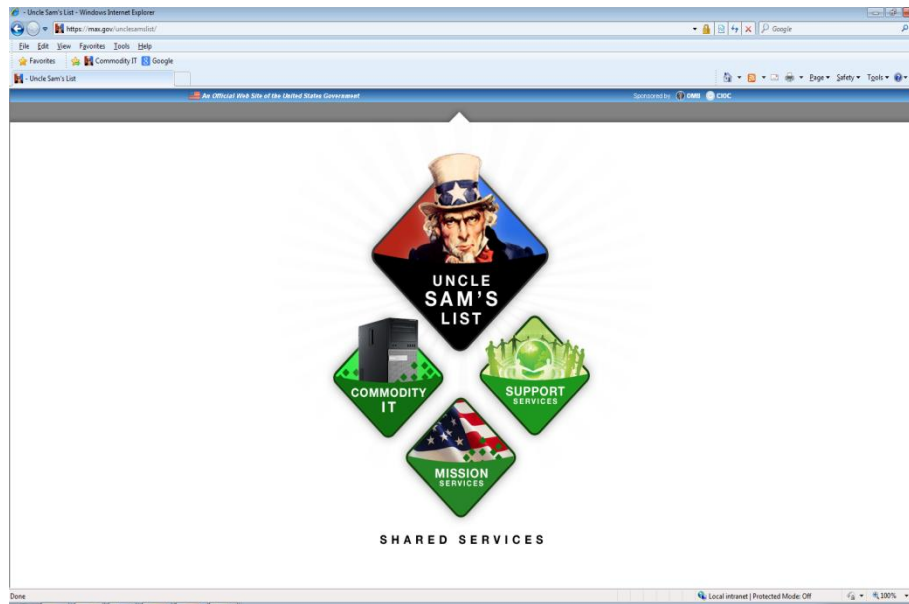 - Uncle Sam's List - Windows Internet Explorer
https://max.gov/unclesamslist/
Google
File Edit View Favorites Tools Help
Favorites Commodity IT Google
- Uncle Sam's List
Page Safety Tools
An Official Web Site of the United States Government
Sponsored by OMB CIOC
UNCLE
SAM'S
LIST
COMMODITY
IT
SUPPORT
SERVICES
MISSION
SERVICES
SHARED SERVICES
Done
Local intranet | Protected Mode: Off
100%